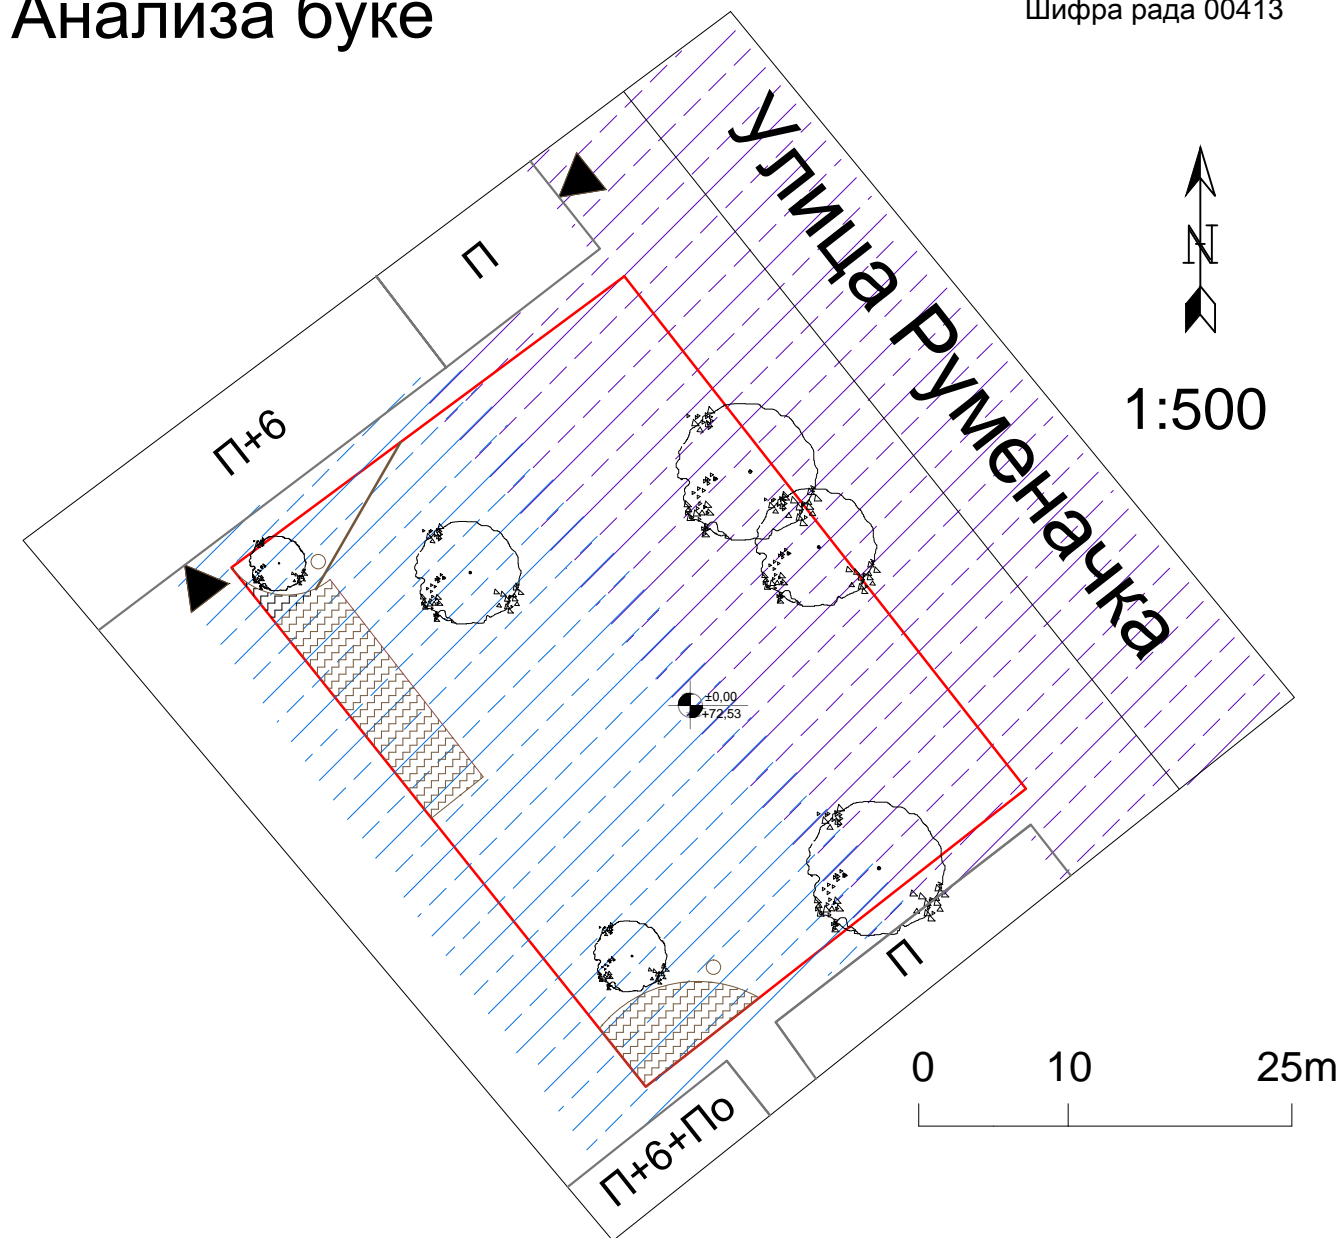 Анализа буке
Шифра рада 00413
Улица Руменачка
N
1:500
П
П+6
±0,00
+72,53
П
П+6+По
0 10 25m